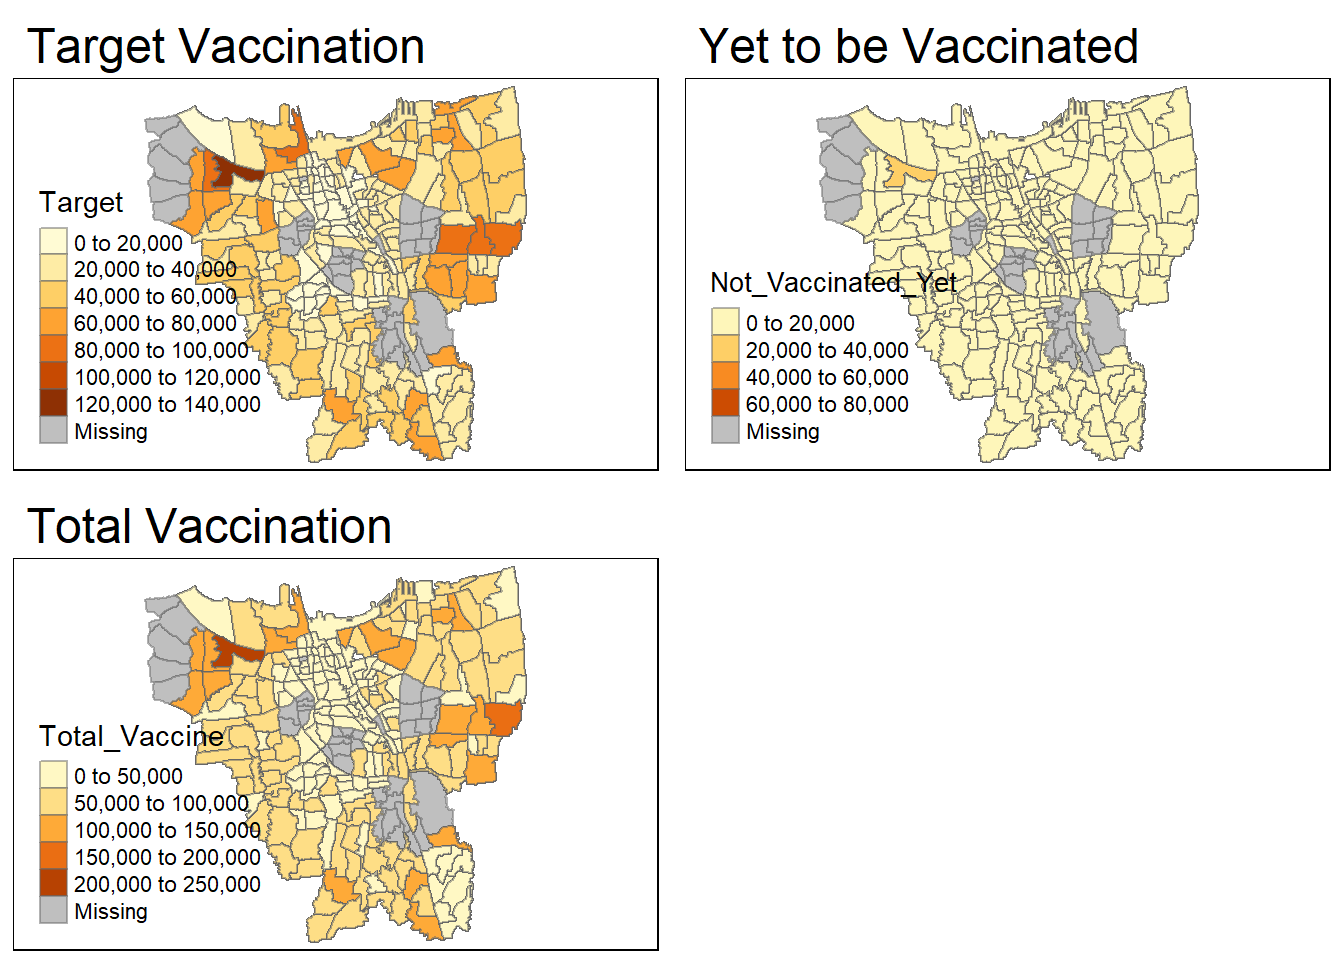 Target Vaccination
Target
0 to 20,000
20,000 to 40,000
40,000 to 60,000
60,000 to 80,000
80,000 to 100,000
100,000 to 120,000
120,000 to 140,000
Missing
Yet to be Vaccinated
Not_Vaccinated_Yet
0 to 20,000
20,000 to 40,000
40,000 to 60,000
60,000 to 80,000
Missing
Total Vaccination
Total_Vaccine
0 to 50,000
50,000 to 100,000
100,000 to 150,000
150,000 to 200,000
200,000 to 250,000
Missing